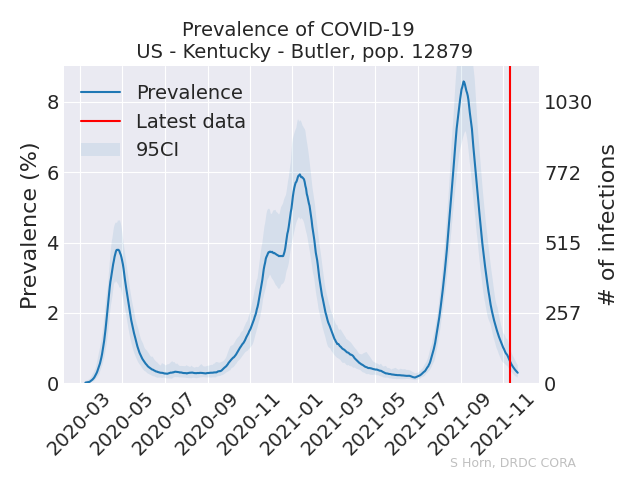 Prevalence of COVID-19
US - Kentucky - Butler, pop. 12879
Prevalence
Latest data
95CI
Prevalence (%)
8
6
4
2
0
1030
772
515
257
0
# of infections
2020-03
2020-05
2020-07
2020-09
2020-11
2021-01
2021-03
2021-05
2021-07
2021-09
2021-11
S Horn, DRDC CORA